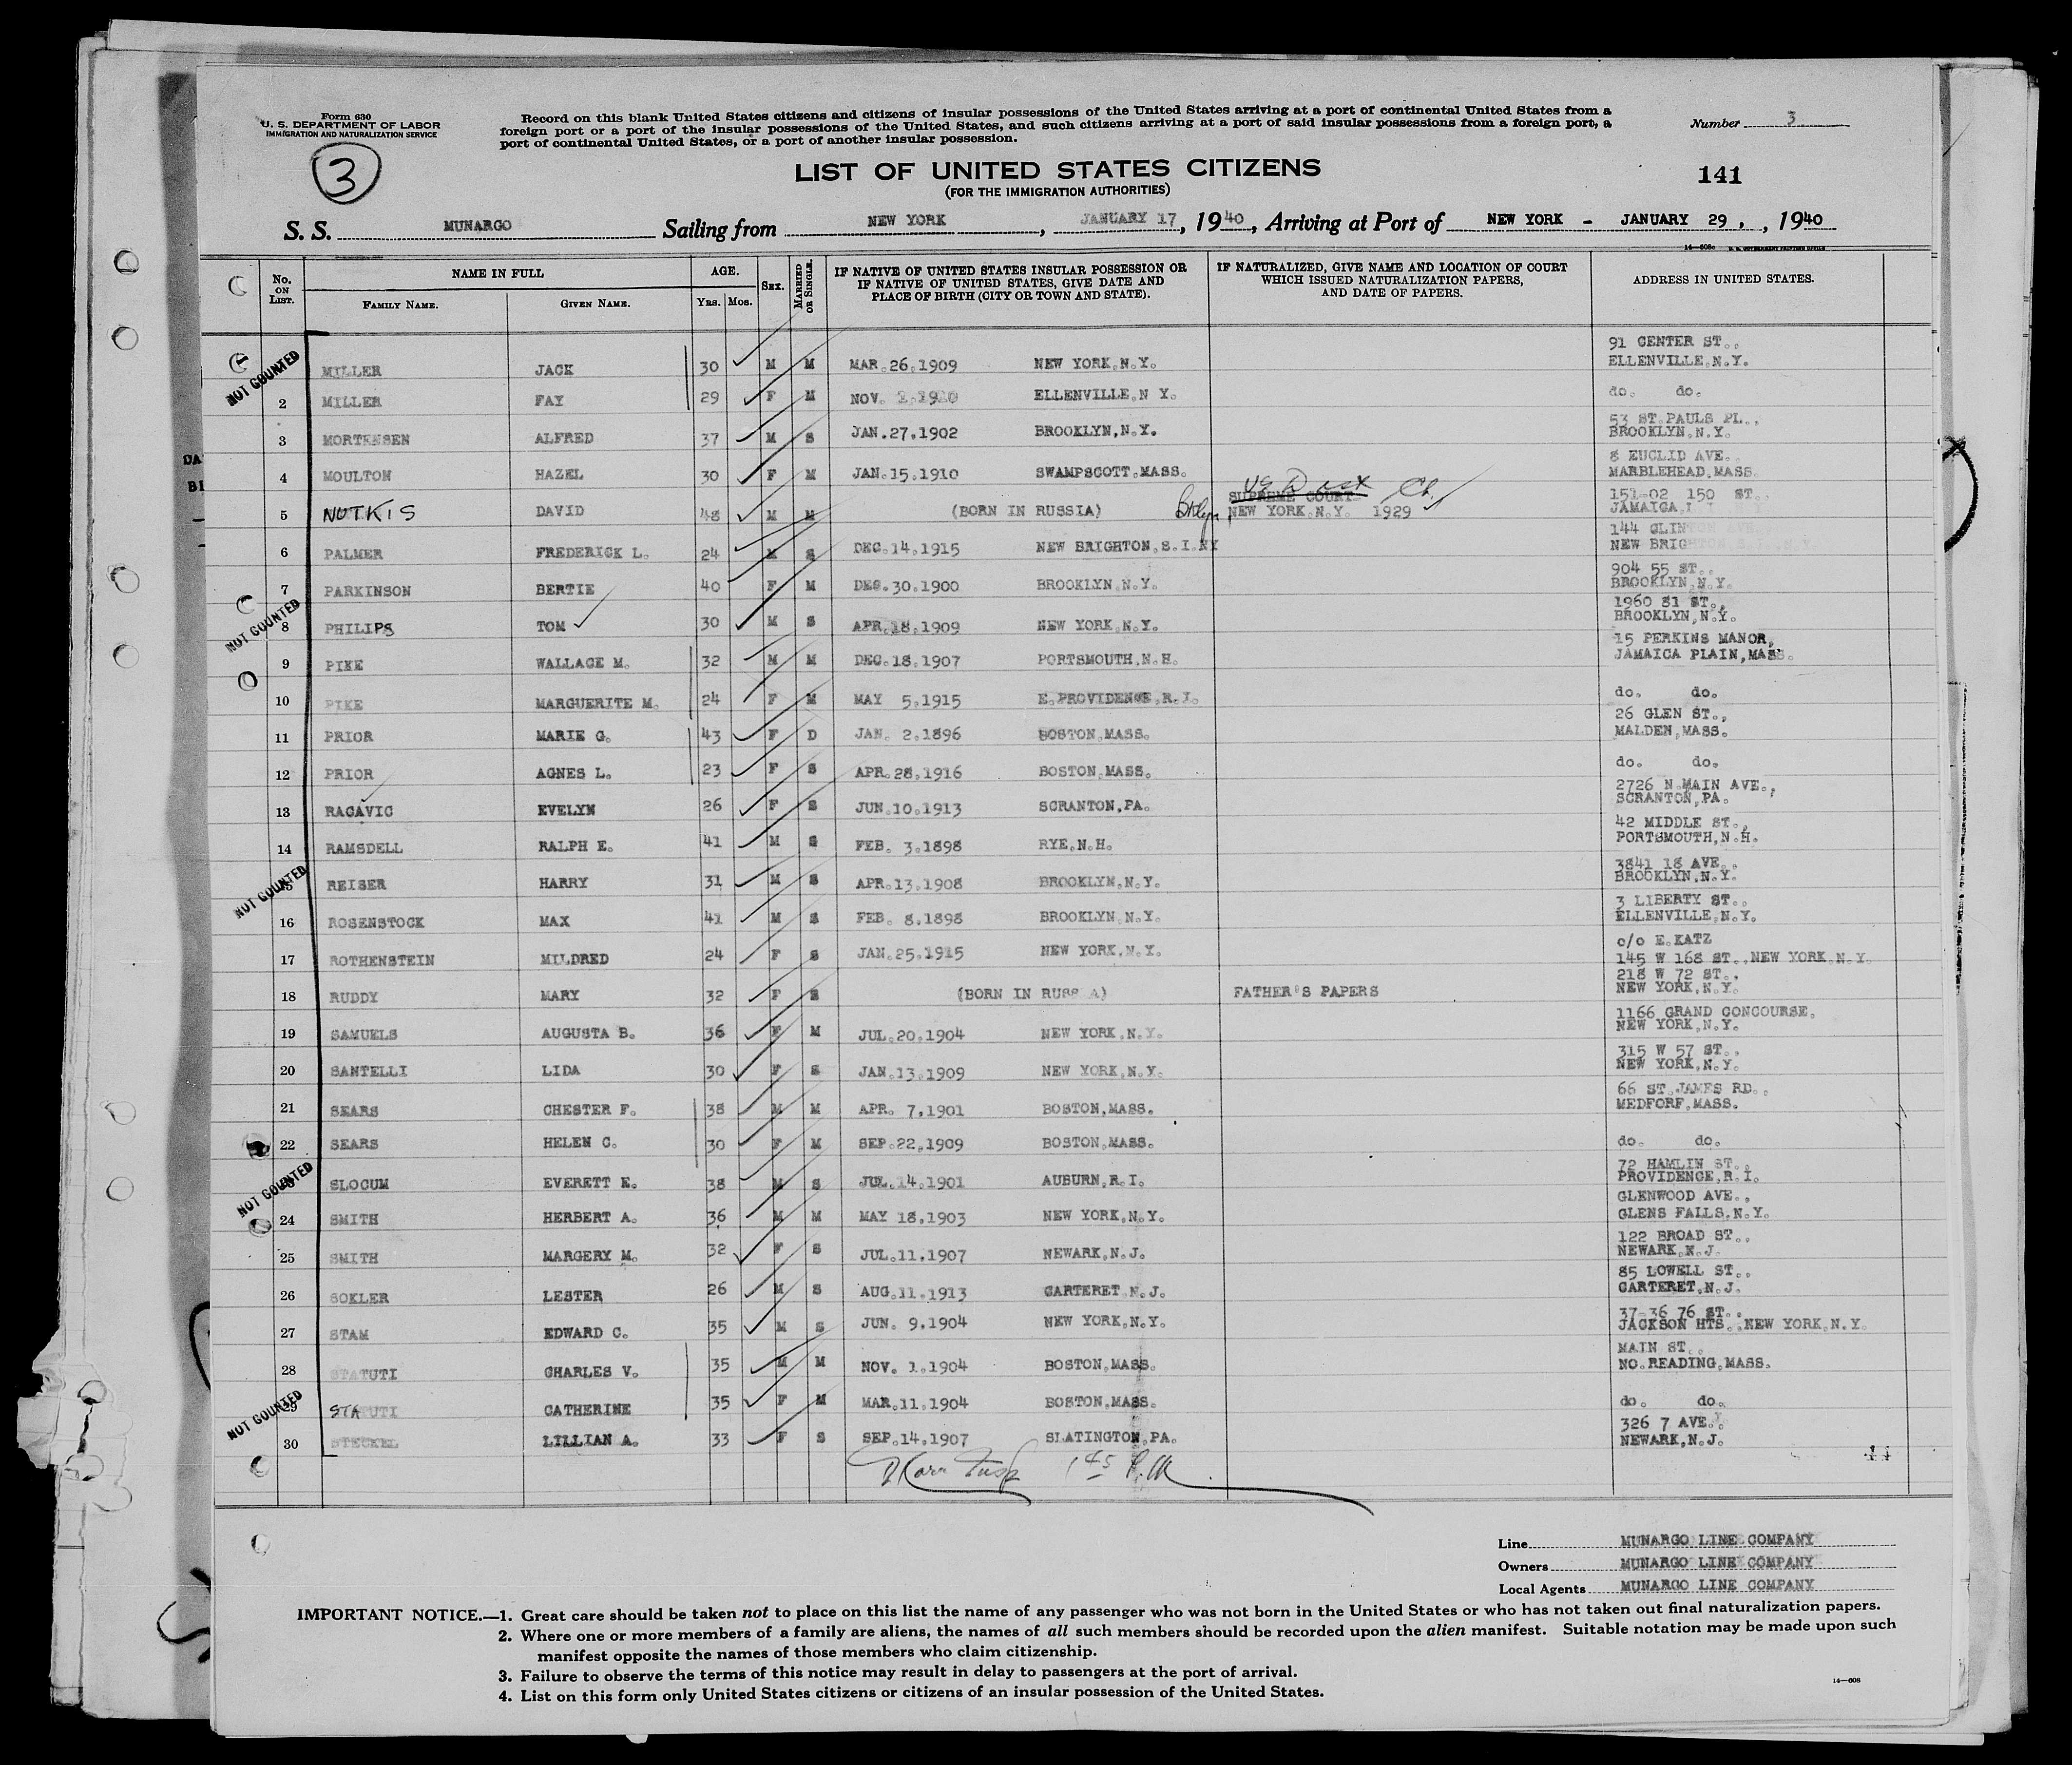 Form 630
U. S. DEPARTMENT OF LABOR
IMMIGRATION AND NATURALIZATION SERVICE
Record on this blank United States citizens and citizens of insular possessions of the United States arriving at a port of continental United States from a
foreign port or a port of the insular possessions of the United States, and such citizens arriving at a port of said insular possessions from a foreign port, a
port of continental United States, or a port of another insular possession.
Number 3
3
LIST OF UNITED STATES CITIZENS
(FOR THE IMMIGRATION AUTHORITIES)
141
S. S. MUNARGO Sailing from NEW YORK, JANUARY 17, 1940, Arriving at Port of NEW YORK - JANUARY 29, , 1940
No. ON LIST. NAME IN FULL FAMILY NAME. GIVEN NAME. AGE. YRS. MOS. SEX. MARRIED OR SINGLE. IF NATIVE OF UNITED STATES INSULAR POSSESSION OR IF NATIVE OF UNITED STATES, GIVE DATE AND PLACE OF BIRTH (CITY OR TOWN AND STATE). IF NATURALIZED, GIVE NAME AND LOCATION OF COURT WHICH ISSUED NATURALIZATION PAPERS, AND DATE OF PAPERS. ADDRESS IN UNITED STATES.
NOT COUNTED MILLER JACK 30 M M MAR.26.1909 NEW YORK.N.Y. 91 CENTER ST., ELLENVILLE,N.Y.
2 MILLER FAY 29 F M NOV. ELLENVILLE,N Y. do. do.
3 MORTENSEN ALFRED 37 M S JAN.27.1902 BROOKLYN,N.Y. 53 ST.PAULS PL., BROOKLYN.N.Y.
4 MOULTON HAZEL 30 F M JAN.15.1910 SWAMPSCOTT.MASS. 8 EUCLID AVE. MARBLEHEAD,MASS.
5 NOTKIS DAVID 48 M M (BORN IN RUSSIA) Bklyn SUPREME COURT US Ct. NEW YORK.N.Y. 1929 151-02 150 ST. JAMAICA
6 PALMER FREDERICK L. 24 M S DEC.14.1915 NEW BRIGHTON,S.I.NY 144 CLINTON AVE. NEW BRIGHTON
7 PARKINSON BERTIE 40 F M DEC.30.1900 BROOKLYN.N.Y. 904 55 ST., BROOKLYN,N.Y.
NOT COUNTED 8 PHILIPS TOM 30 M S APR.18.1909 NEW YORK.N.Y. 1960 81 ST., BROOKLYN,N.Y.
9 PIKE WALLACE M. 32 M M DEC.18.1907 PORTSMOUTH,N.H. 15 PERKINS MANOR, JAMAICA PLAIN,MASS.
10 PIKE MARGUERITE M. 24 F M MAY 5.1915 E.PROVIDENCE,R.I. do. do.
11 PRIOR MARIE G. 43 F D JAN. 2.1896 BOSTON,MASS. 26 GLEN ST., MALDEN,MASS.
12 PRIOR AGNES L. 23 F S APR.28.1916 BOSTON,MASS. do. do.
13 RACAVIC EVELYN 26 F S JUN.10.1913 SCRANTON,PA. 2726 N.MAIN AVE., SCRANTON,PA.
14 RAMSDELL RALPH E. 41 M S FEB. 3.1898 RYE,N.H. 42 MIDDLE ST., PORTSMOUTH,N.H.
NOT COUNTED 15 REISER HARRY 31 M S APR.13.1908 BROOKLYN,N.Y. 3841 18 AVE., BROOKLYN,N.Y.
16 ROSENSTOCK MAX 41 M S FEB. 8.1898 BROOKLYN,N.Y. 3 LIBERTY ST., ELLENVILLE,N.Y.
17 ROTHENSTEIN MILDRED 24 F S JAN.25.1915 NEW YORK,N.Y. c/o E.KATZ 145 W 168 ST.,NEW YORK.N.Y.
18 RUDDY MARY 32 F S (BORN IN RUSSIA) FATHER'S PAPERS 218 W 72 ST., NEW YORK,N.Y.
19 SAMUELS AUGUSTA B. 36 F M JUL.20.1904 NEW YORK,N.Y. 1166 GRAND CONCOURSE, NEW YORK,N.Y.
20 SANTELLI LIDA 30 F S JAN.13.1909 NEW YORK,N.Y. 315 W 57 ST., NEW YORK,N.Y.
21 SEARS CHESTER F. 38 M M APR. 7.1901 BOSTON,MASS. 66 ST.JAMES RD., MEDFORF,MASS.
22 SEARS HELEN C. 30 F M SEP.22.1909 BOSTON,MASS. do. do.
NOT COUNTED SLOCUM EVERETT E. 38 M S JUL.14.1901 AUBURN,R.I. 72 HAMLIN ST., PROVIDENCE,R.I.
24 SMITH HERBERT A. 36 M M MAY 18.1903 NEW YORK,N.Y. GLENWOOD AVE., GLENS FALLS.N.Y.
25 SMITH MARGERY M. 32 F S JUL.11.1907 NEWARK,N.J. 122 BROAD ST., NEWARK,N.J.
26 SOKLER LESTER 26 M S AUG.11.1913 CARTERET.N.J. 85 LOWELL ST., CARTERET,N.J.
27 STAM EDWARD C. 35 M S JUN. 9.1904 NEW YORK,N.Y. 37-36 76 ST., JACKSON HTS.,NEW YORK,N.Y.
28 STATUTI CHARLES V. 35 M M NOV. 1.1904 BOSTON,MASS. MAIN ST., NO.READING,MASS.
NOT COUNTED 29 STATUTI CATHERINE 35 F M MAR.11.1904 BOSTON,MASS. do. do.
30 STECKEL LILLIAN A. 33 F S SEP.14.1907 SLATINGTON,PA. 326 7 AVE., NEWARK,N.J.
Line MUNARGO LINE COMPANY
Owners MUNARGO LINE COMPANY
Local Agents MUNARGO LINE COMPANY
IMPORTANT NOTICE.—1. Great care should be taken not to place on this list the name of any passenger who was not born in the United States or who has not taken out final naturalization papers.
2. Where one or more members of a family are aliens, the names of all such members should be recorded upon the alien manifest. Suitable notation may be made upon such
manifest opposite the names of those members who claim citizenship.
3. Failure to observe the terms of this notice may result in delay to passengers at the port of arrival.
4. List on this form only United States citizens or citizens of an insular possession of the United States.
14—608